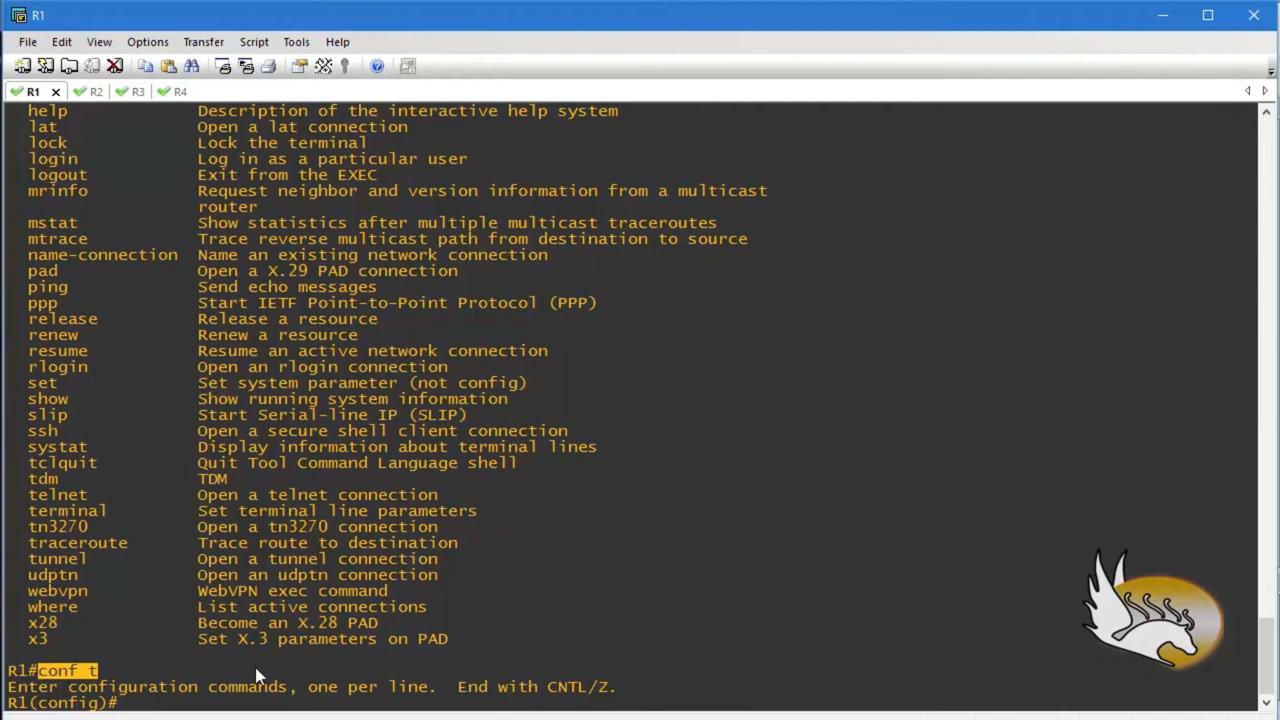 R1
File Edit View Options Transfer Script Tools Help
R1 R2 R3 R4
help Description of the interactive help system
lat Open a lat connection
lock Lock the terminal
login Log in as a particular user
logout Exit from the EXEC
mrinfo Request neighbor and version information from a multicast
router
mstat Show statistics after multiple multicast traceroutes
mtrace Trace reverse multicast path from destination to source
name-connection Name an existing network connection
pad Open a X.29 PAD connection
ping Send echo messages
ppp Start IETF Point-to-Point Protocol (PPP)
release Release a resource
renew Renew a resource
resume Resume an active network connection
rlogin Open an rlogin connection
set Set system parameter (not config)
show Show running system information
slip Start Serial-line IP (SLIP)
ssh Open a secure shell client connection
systat Display information about terminal lines
tclquit Quit Tool Command Language shell
tdm TDM
telnet Open a telnet connection
terminal Set terminal line parameters
tn3270 Open a tn3270 connection
traceroute Trace route to destination
tunnel Open a tunnel connection
udptn Open an udptn connection
webvpn WebVPN exec command
where List active connections
x28 Become an X.28 PAD
x3 Set X.3 parameters on PAD
R1#conf t
Enter configuration commands, one per line. End with CNTL/Z.
R1(config)#